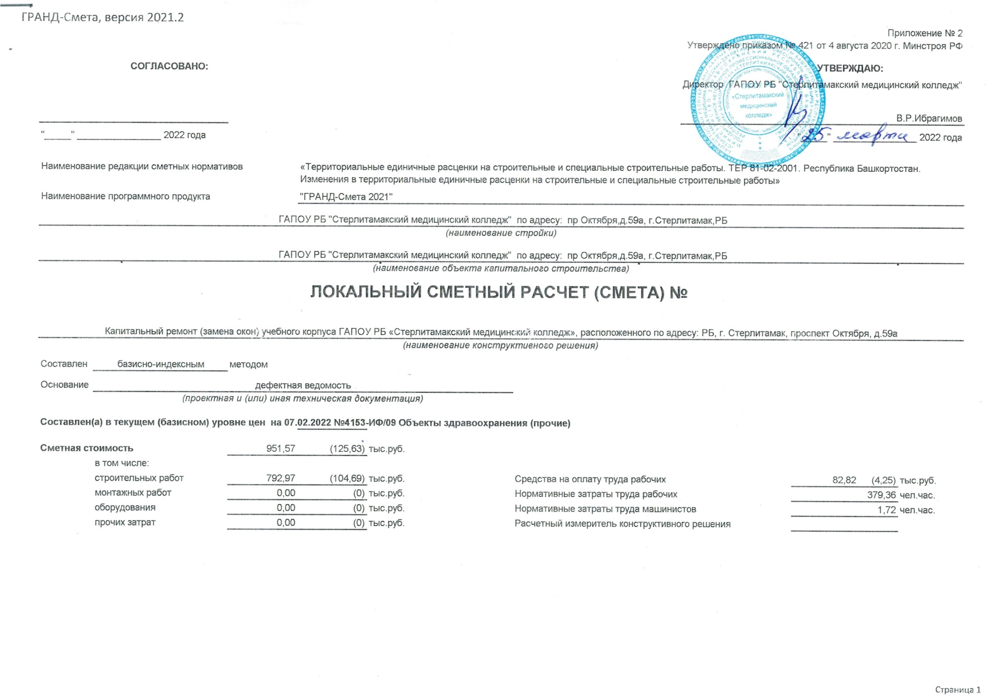 ГРАНД-Смета, версия 2021.2
Приложение № 2
Утверждено приказом № 421 от 4 августа 2020 г. Минстроя РФ
СОГЛАСОВАНО:
УТВЕРЖДАЮ:
Директор ГАПОУ РБ "Стерлитамакский медицинский колледж"
«Стерлитамакский
медицинский
колледж»
В.Р.Ибрагимов
"_____" ________________ 2022 года
"25" марта 2022 года
Наименование редакции сметных нормативов
«Территориальные единичные расценки на строительные и специальные строительные работы. ТЕР 81-02-2001. Республика Башкортостан.
Изменения в территориальные единичные расценки на строительные и специальные строительные работы»
Наименование программного продукта "ГРАНД-Смета 2021"
ГАПОУ РБ "Стерлитамакский медицинский колледж" по адресу: пр Октября,д.59а, г.Стерлитамак,РБ
(наименование стройки)
ГАПОУ РБ "Стерлитамакский медицинский колледж" по адресу: пр Октября,д.59а, г.Стерлитамак,РБ
(наименование объекта капитального строительства)
ЛОКАЛЬНЫЙ СМЕТНЫЙ РАСЧЕТ (СМЕТА) №
Капитальный ремонт (замена окон) учебного корпуса ГАПОУ РБ «Стерлитамакский медицинский колледж», расположенного по адресу: РБ, г. Стерлитамак, проспект Октября, д.59а
(наименование конструктивного решения)
Составлен базисно-индексным методом
Основание дефектная ведомость
(проектная и (или) иная техническая документация)
Составлен(а) в текущем (базисном) уровне цен на 07.02.2022 №4153-ИФ/09 Объекты здравоохранения (прочие)
Сметная стоимость 951,57 (125,63) тыс.руб.
в том числе:
строительных работ 792,97 (104,69) тыс.руб. Средства на оплату труда рабочих 82,82 (4,25) тыс.руб.
монтажных работ 0,00 (0) тыс.руб. Нормативные затраты труда рабочих 379,36 чел.час.
оборудования 0,00 (0) тыс.руб. Нормативные затраты труда машинистов 1,72 чел.час.
прочих затрат 0,00 (0) тыс.руб. Расчетный измеритель конструктивного решения
Страница 1